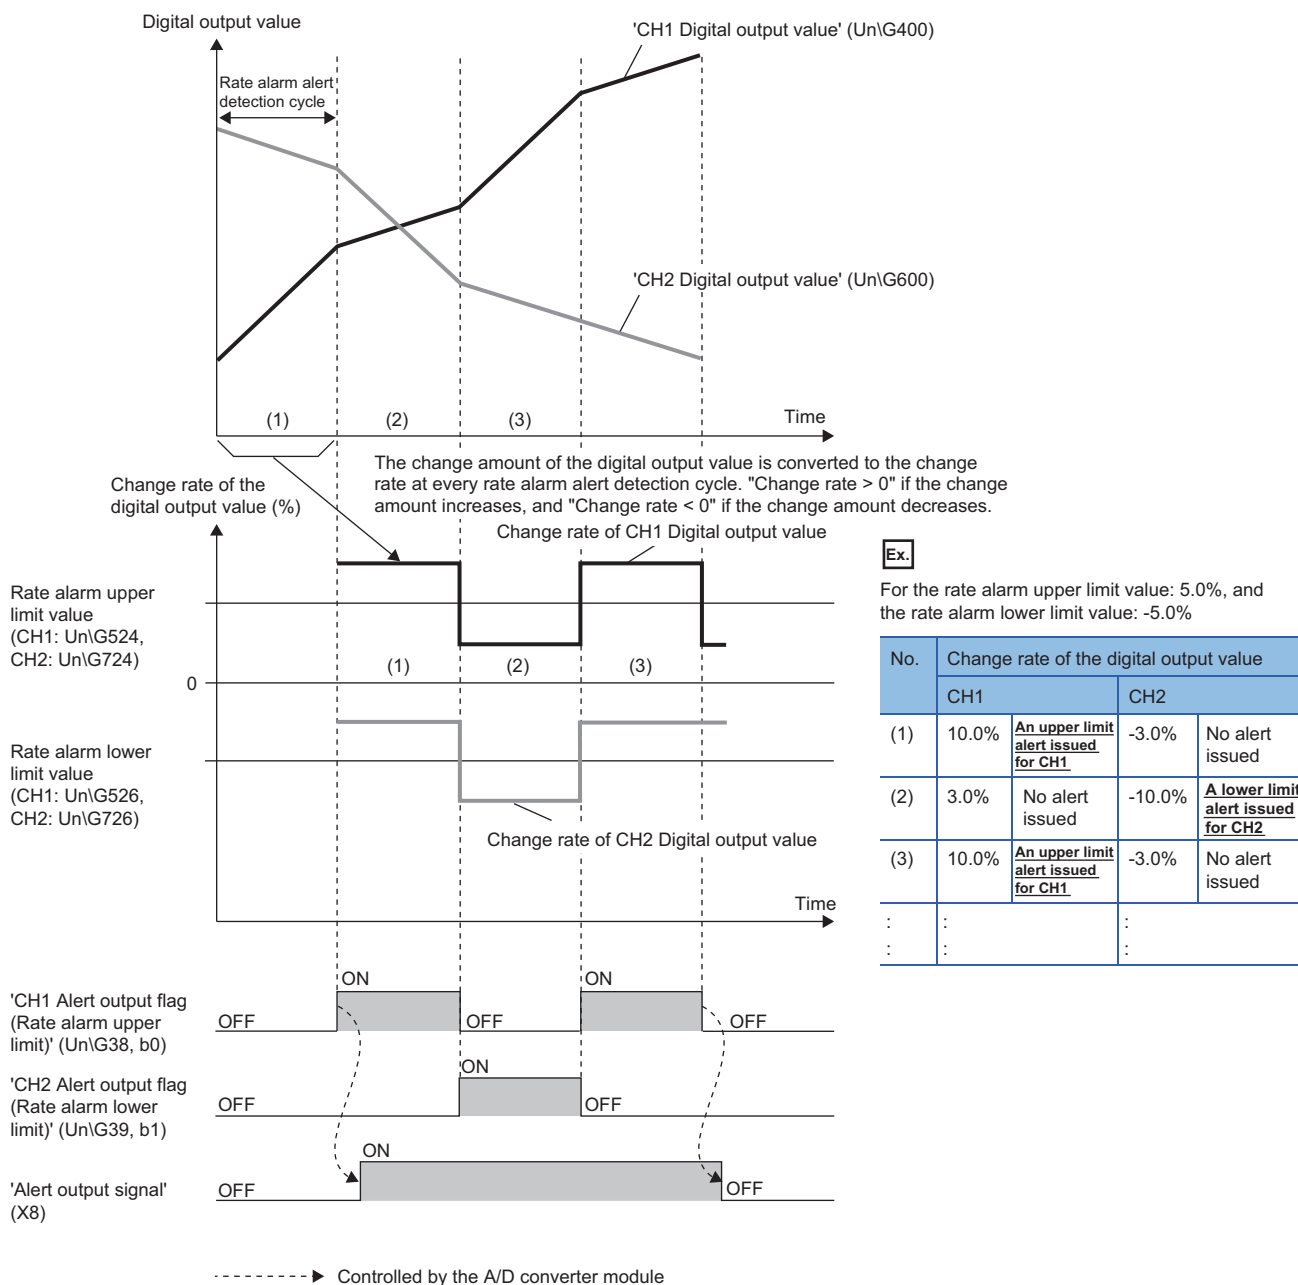 Digital output value
'CH1 Digital output value' (Un\G400)
Rate alarm alert
detection cycle
'CH2 Digital output value' (Un\G600)
(1)
(2)
(3)
Time
The change amount of the digital output value is converted to the change
rate at every rate alarm alert detection cycle. "Change rate > 0" if the change
amount increases, and "Change rate < 0" if the change amount decreases.
Change rate of the
digital output value (%)
Change rate of CH1 Digital output value
Rate alarm upper
limit value
(CH1: Un\G524,
CH2: Un\G724)
(1)
(2)
(3)
0
Rate alarm lower
limit value
(CH1: Un\G526,
CH2: Un\G726)
Change rate of CH2 Digital output value
Time
Ex.
For the rate alarm upper limit value: 5.0%, and
the rate alarm lower limit value: -5.0%
No.
Change rate of the digital output value
CH1
CH2
(1)
10.0%
An upper limit
alert issued
for CH1
-3.0%
No alert
issued
(2)
3.0%
No alert
issued
-10.0%
A lower limit
alert issued
for CH2
(3)
10.0%
An upper limit
alert issued
for CH1
-3.0%
No alert
issued
: : :
: : :
'CH1 Alert output flag
(Rate alarm upper
limit)' (Un\G38, b0)
OFF
ON
OFF
ON
OFF
'CH2 Alert output flag
(Rate alarm lower
limit)' (Un\G39, b1)
OFF
ON
OFF
'Alert output signal'
(X8)
OFF
ON
OFF
Controlled by the A/D converter module